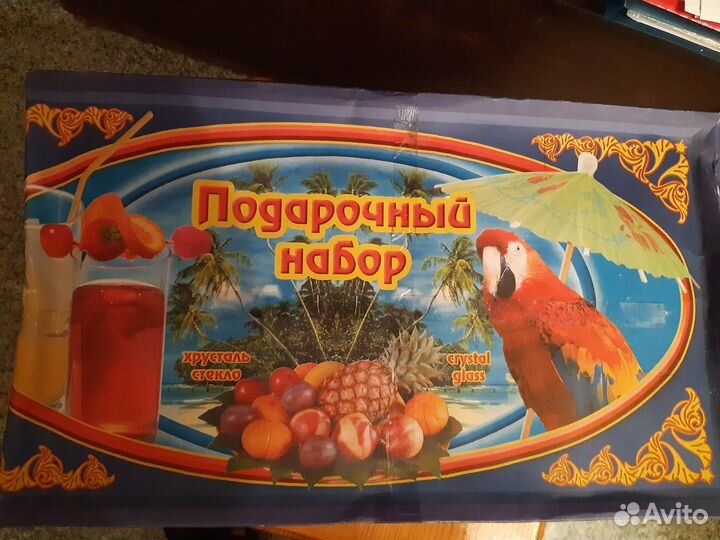 Подарочный
набор
хрусталь
стекло
crystal
glass
Avito